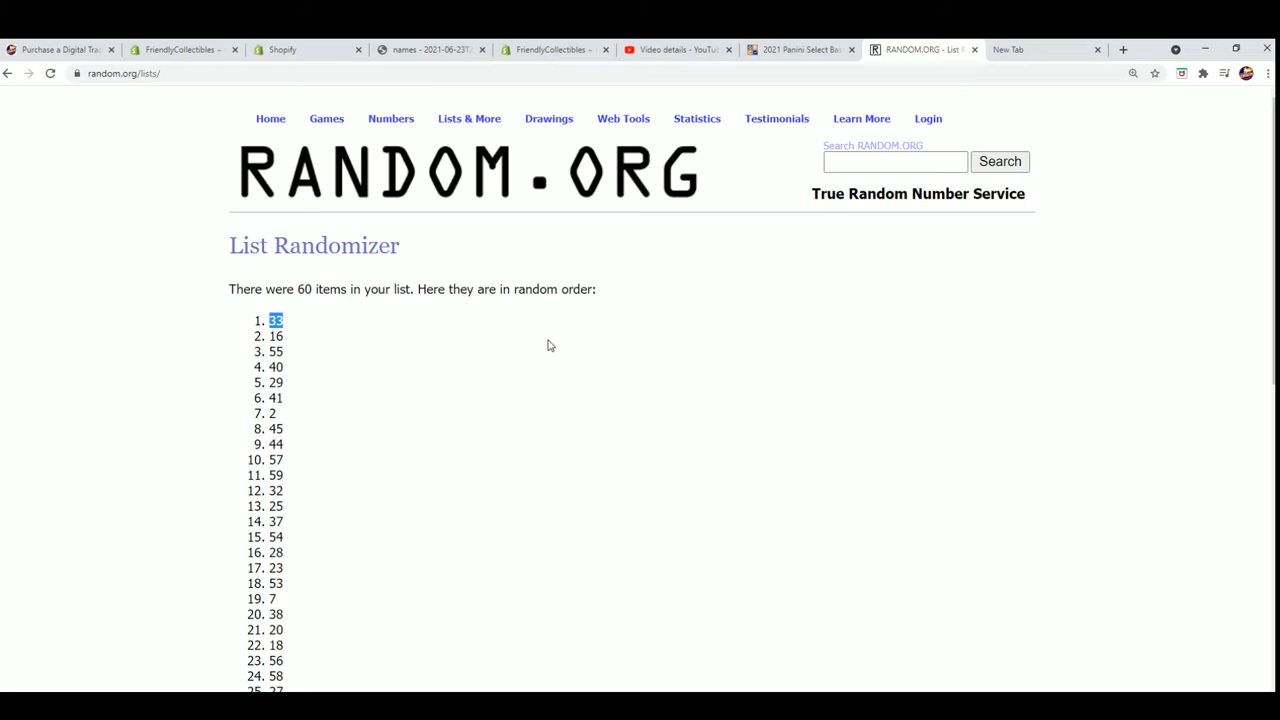 Purchase a Digital Tra
FriendlyCollectibles –
Shopify
names - 2021-06-23T
FriendlyCollectibles –
Video details - YouTu
2021 Panini Select Ba
RANDOM.ORG - List
New Tab
random.org/lists/
Home Games Numbers Lists & More Drawings Web Tools Statistics Testimonials Learn More Login
RANDOM.ORG
Search RANDOM.ORG
Search
True Random Number Service
List Randomizer
There were 60 items in your list. Here they are in random order:
1. 33
2. 16
3. 55
4. 40
5. 29
6. 41
7. 2
8. 45
9. 44
10. 57
11. 59
12. 32
13. 25
14. 37
15. 54
16. 28
17. 23
18. 53
19. 7
20. 38
21. 20
22. 18
23. 56
24. 58
25. 27